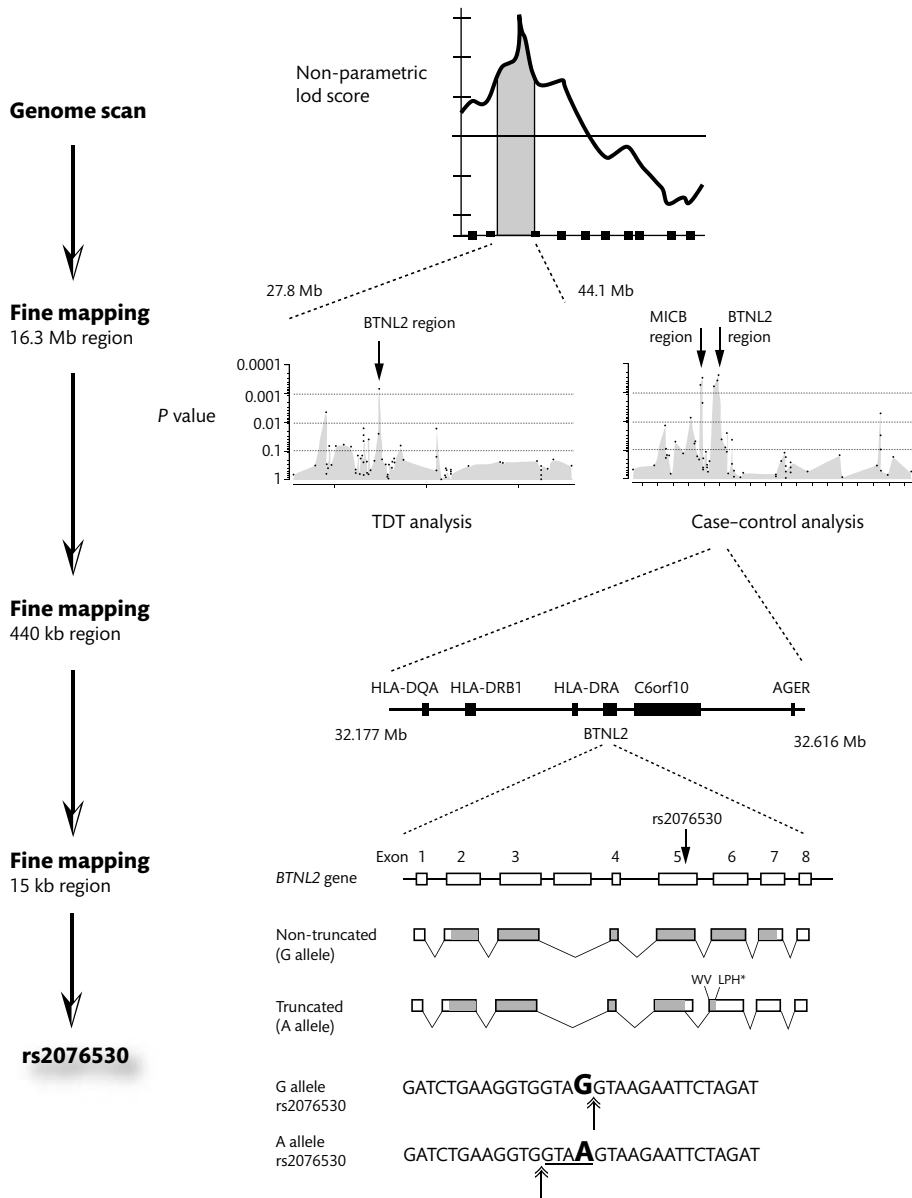 Non-parametric
lod score
Genome scan
27.8 Mb
44.1 Mb
Fine mapping
16.3 Mb region
BTNL2 region
MICB
region
BTNL2
region
P value
0.0001
0.001
0.01
0.1
1
TDT analysis
Case–control analysis
Fine mapping
440 kb region
HLA-DQA
HLA-DRB1
HLA-DRA
C6orf10
AGER
32.177 Mb
BTNL2
32.616 Mb
rs2076530
Fine mapping
15 kb region
Exon 1 2 3 4 5 6 7 8
BTNL2 gene
Non-truncated
(G allele)
WV LPH*
Truncated
(A allele)
rs2076530
G allele
rs2076530
GATCTGAAGGTGGTAGGTAAGAATTCTAGAT
A allele
rs2076530
GATCTGAAGGTGGTAAGTAAGAATTCTAGAT